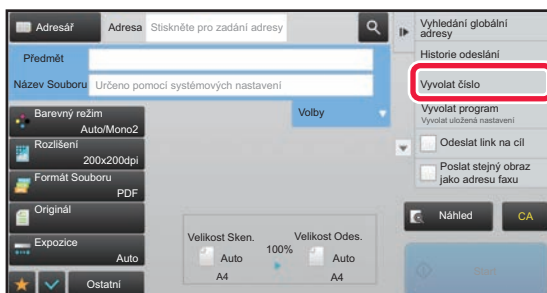 Adresář
Adresa
Stiskněte pro zadání adresy
Předmět
Název Souboru
Určeno pomocí systémových nastavení
Volby
Barevný režim
Auto/Mono2
Rozlišení
200x200dpi
Formát Souboru
PDF
Originál
Expozice
Auto
Ostatní
Velikost Sken.
Auto
A4
100%
Velikost Odes.
Auto
A4
Vyhledání globální
adresy
Historie odeslání
Vyvolat číslo
Vyvolat program
Vyvolat uložená nastavení
Odeslat link na cíl
Poslat stejný obraz
jako adresu faxu
Náhled
CA
Start